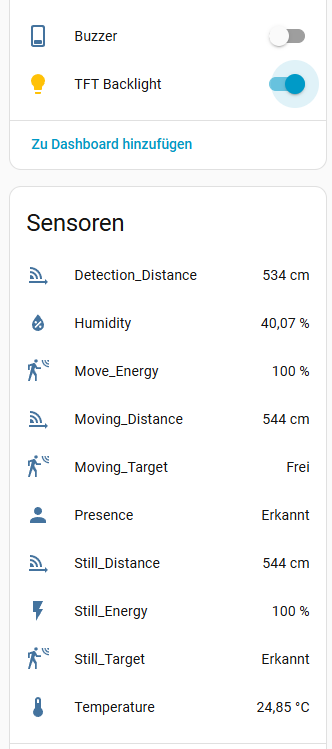 Buzzer
TFT Backlight
Zu Dashboard hinzufügen
Sensoren
Detection_Distance 534 cm
Humidity 40,07 %
Move_Energy 100 %
Moving_Distance 544 cm
Moving_Target Frei
Presence Erkannt
Still_Distance 544 cm
Still_Energy 100 %
Still_Target Erkannt
Temperature 24,85 °C